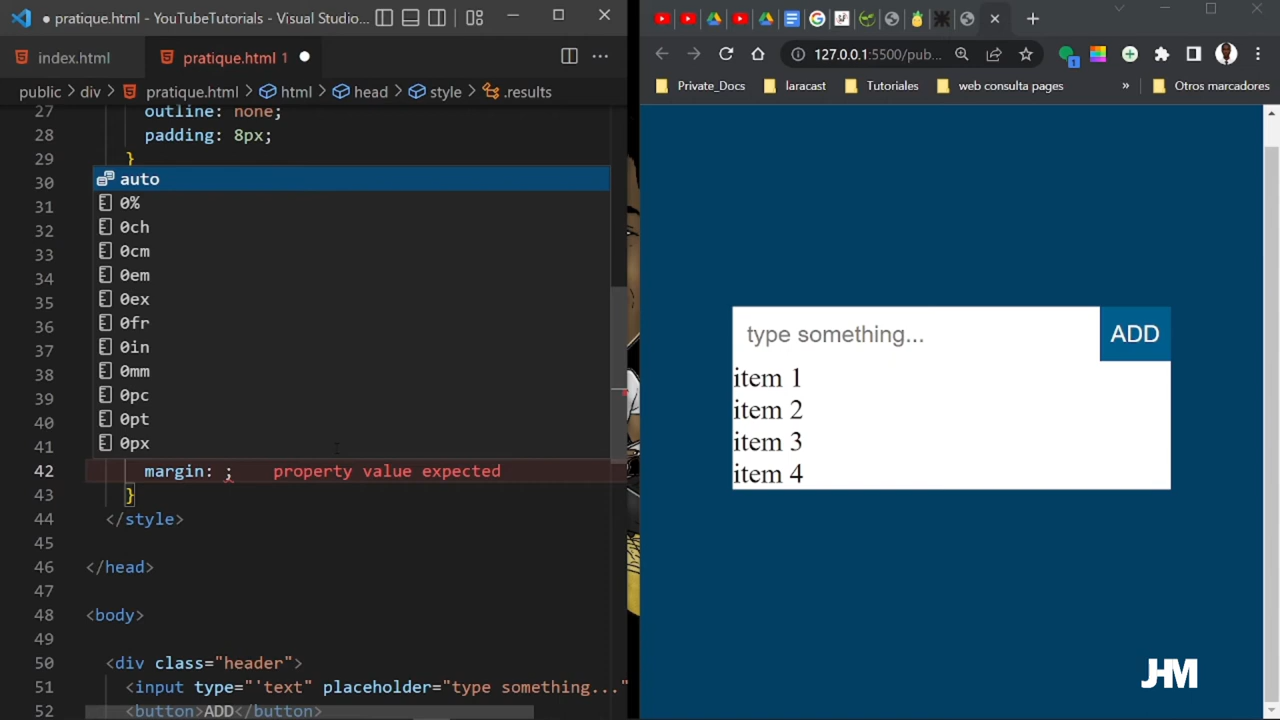 pratique.html - YouTubeTutorials - Visual Studio...
index.html
pratique.html 1
public > div > pratique.html > html > head > style > .results
27 outline: none;
28 padding: 8px;
29 }
30
31
32
33
34
35
36
37
38
39
40
41
auto
0%
0ch
0cm
0em
0ex
0fr
0in
0mm
0pc
0pt
0px
42 margin: ; property value expected
43 }
44 </style>
45
46 </head>
47
48 <body>
49
50 <div class="header">
51 <input type="'text" placeholder="type something..."
52 <button>ADD</button>
127.0.0.1:5500/pub...
1
Private_Docs
laracast
Tutoriales
web consulta pages
»
Otros marcadores
type something...
ADD
item 1
item 2
item 3
item 4
JHM